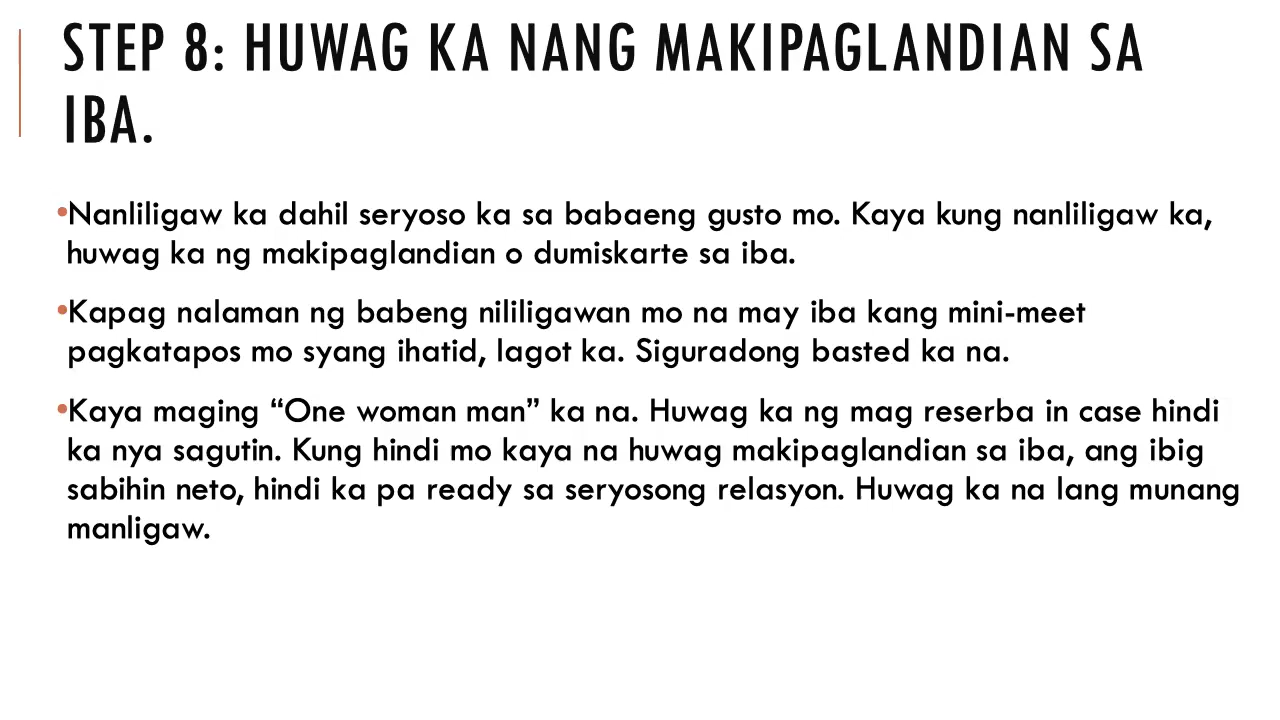 STEP 8: HUWAG KA NANG MAKIPAGLANDIAN SA
IBA.
•Nanliligaw ka dahil seryoso ka sa babaeng gusto mo. Kaya kung nanliligaw ka,
huwag ka ng makipaglandian o dumiskarte sa iba.
•Kapag nalaman ng babeng nililigawan mo na may iba kang mini-meet
pagkatapos mo syang ihatid, lagot ka. Siguradong basted ka na.
•Kaya maging “One woman man” ka na. Huwag ka ng mag reserba in case hindi
ka nya sagutin. Kung hindi mo kaya na huwag makipaglandian sa iba, ang ibig
sabihin neto, hindi ka pa ready sa seryosong relasyon. Huwag ka na lang munang
manligaw.